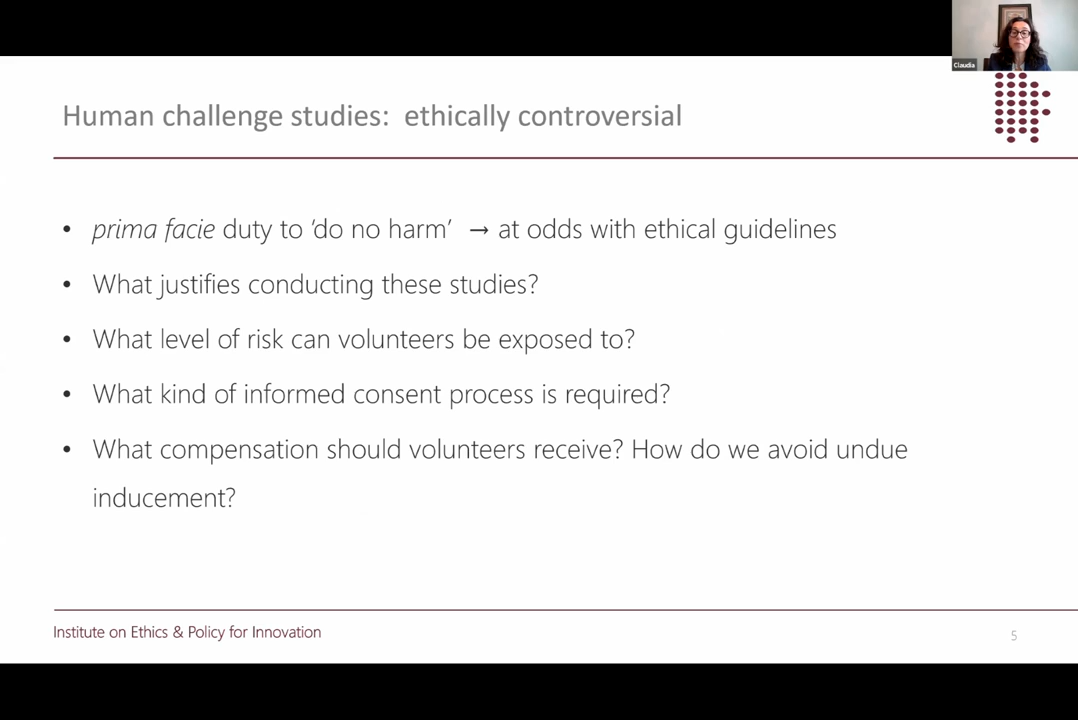 Claudia
Human challenge studies:  ethically controversial
• prima facie duty to ‘do no harm’ → at odds with ethical guidelines
• What justifies conducting these studies?
• What level of risk can volunteers be exposed to?
• What kind of informed consent process is required?
• What compensation should volunteers receive? How do we avoid undue
inducement?
Institute on Ethics & Policy for Innovation
5